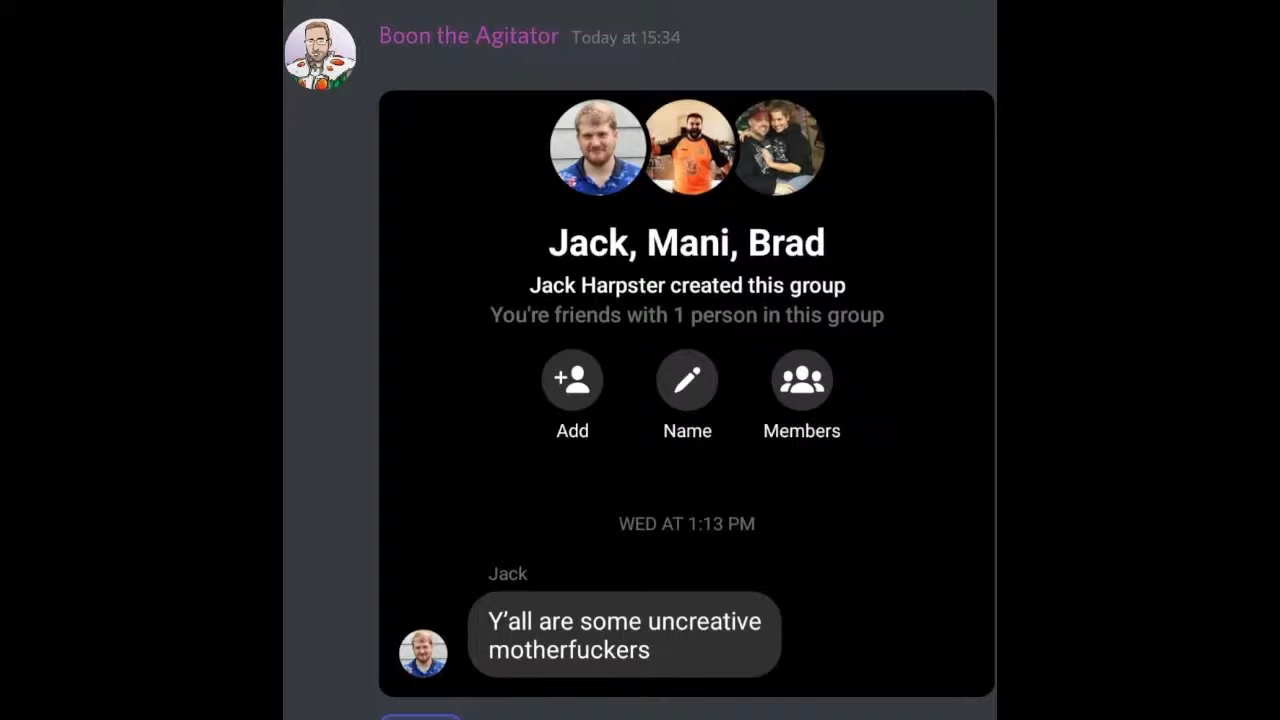 Boon the Agitator Today at 15:34
Jack, Mani, Brad
Jack Harpster created this group
You're friends with 1 person in this group
Add Name Members
WED AT 1:13 PM
Jack
Y'all are some uncreative
motherfuckers